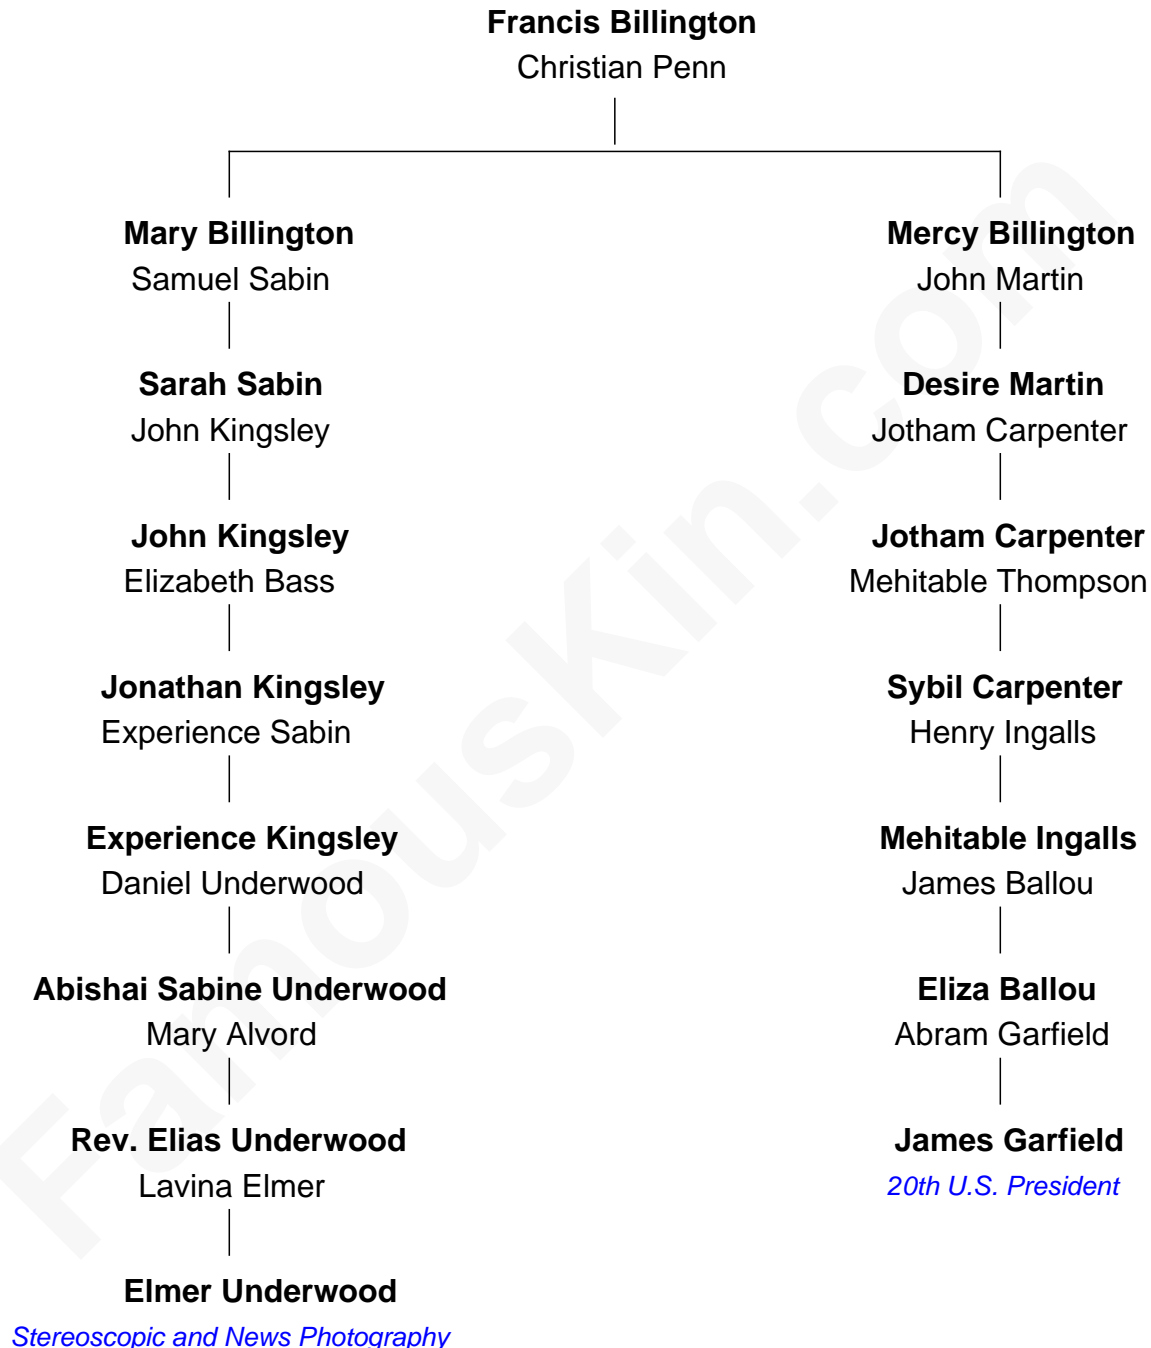 Francis Billington
Christian Penn
Mary Billington
Samuel Sabin
Mercy Billington
John Martin
Sarah Sabin
John Kingsley
Desire Martin
Jotham Carpenter
John Kingsley
Elizabeth Bass
Jotham Carpenter
Mehitable Thompson
Jonathan Kingsley
Experience Sabin
Sybil Carpenter
Henry Ingalls
Experience Kingsley
Daniel Underwood
Mehitable Ingalls
James Ballou
Abishai Sabine Underwood
Mary Alvord
Eliza Ballou
Abram Garfield
Rev. Elias Underwood
Lavina Elmer
James Garfield
20th U.S. President
Elmer Underwood
Stereoscopic and News Photography
FamousKin.com